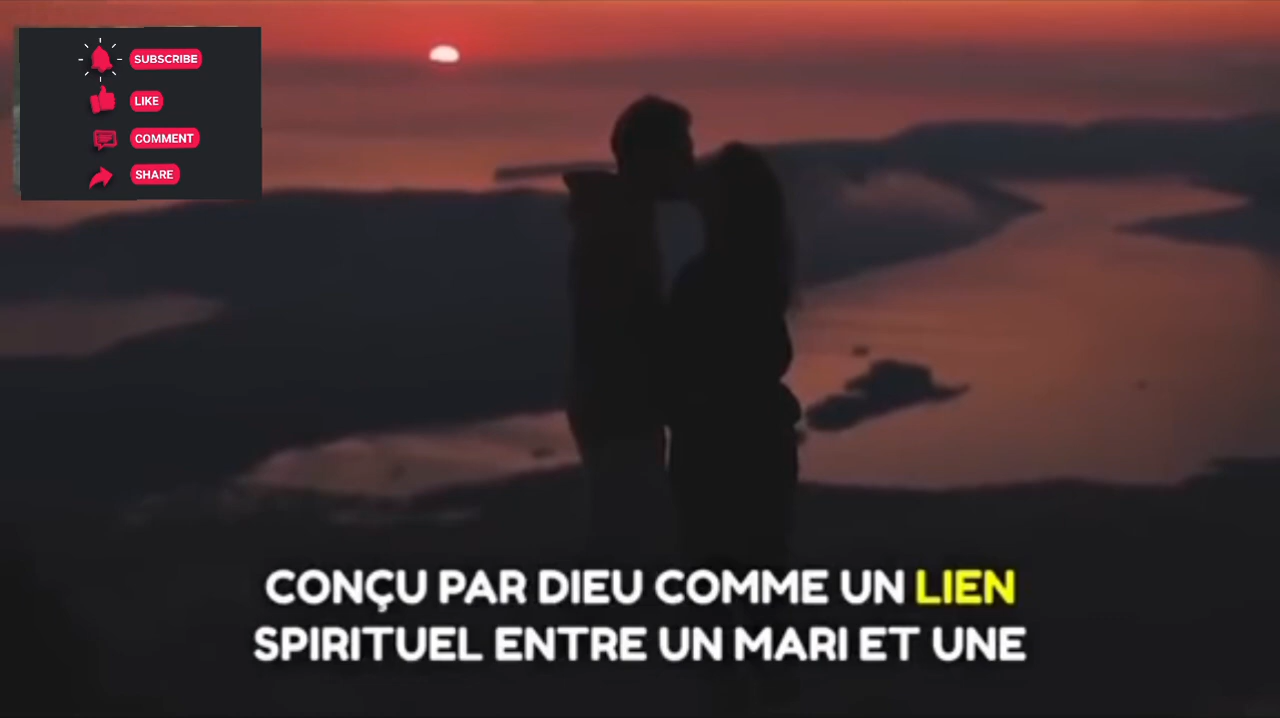 SUBSCRIBE
LIKE
COMMENT
SHARE
CONÇU PAR DIEU COMME UN LIEN
SPIRITUEL ENTRE UN MARI ET UNE